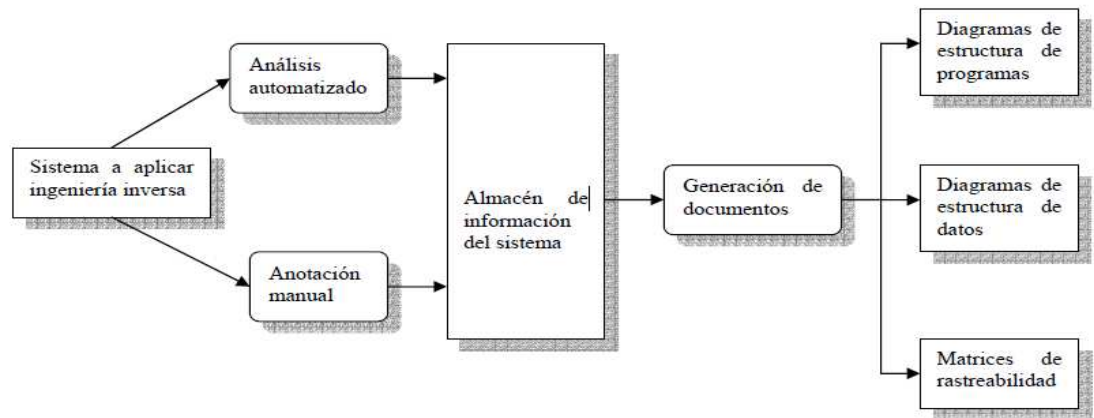 Sistema a aplicar
ingeniería inversa
Análisis
automatizado
Anotación
manual
Almacén de
información
del sistema
Generación de
documentos
Diagramas de
estructura de
programas
Diagramas de
estructura de
datos
Matrices de
rastreabilidad